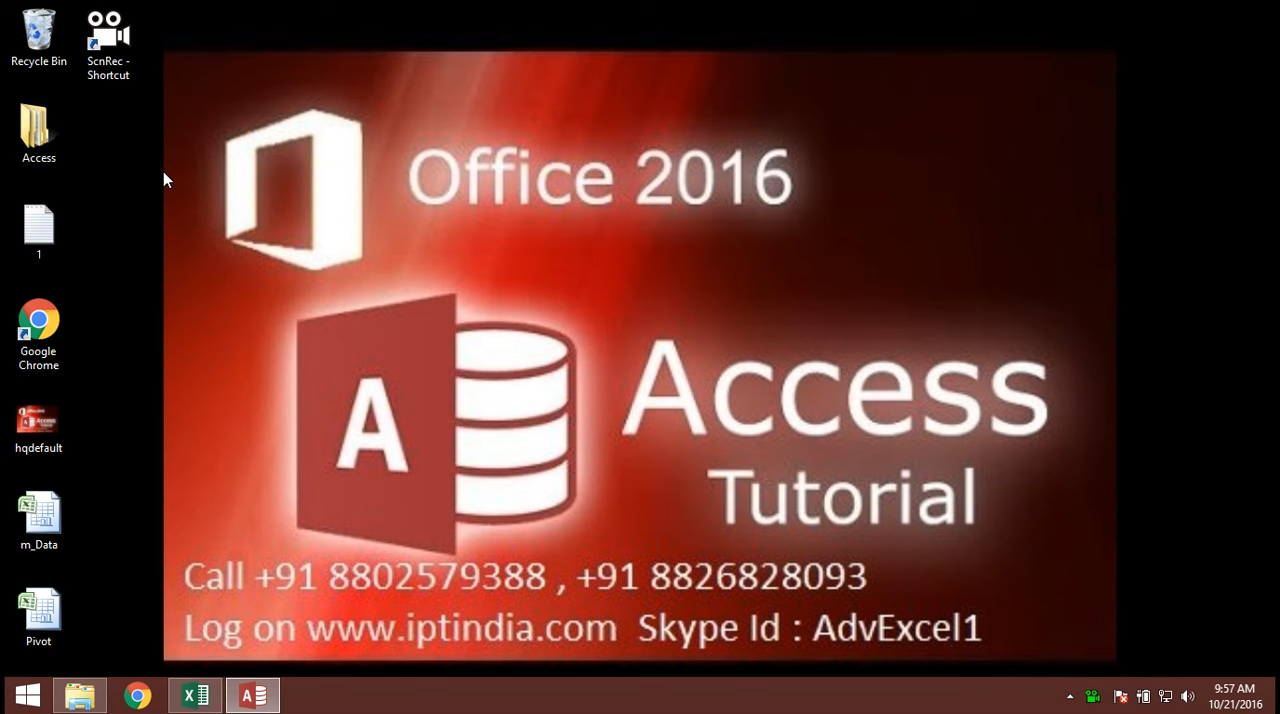 Recycle Bin
ScnRec -
Shortcut
Access
1
Google
Chrome
hqdefault
m_Data
Pivot
Office 2016
A
Access
Tutorial
Call +91 8802579388 , +91 8826828093
Log on www.iptindia.com  Skype Id : AdvExcel1
9:57 AM
10/21/2016